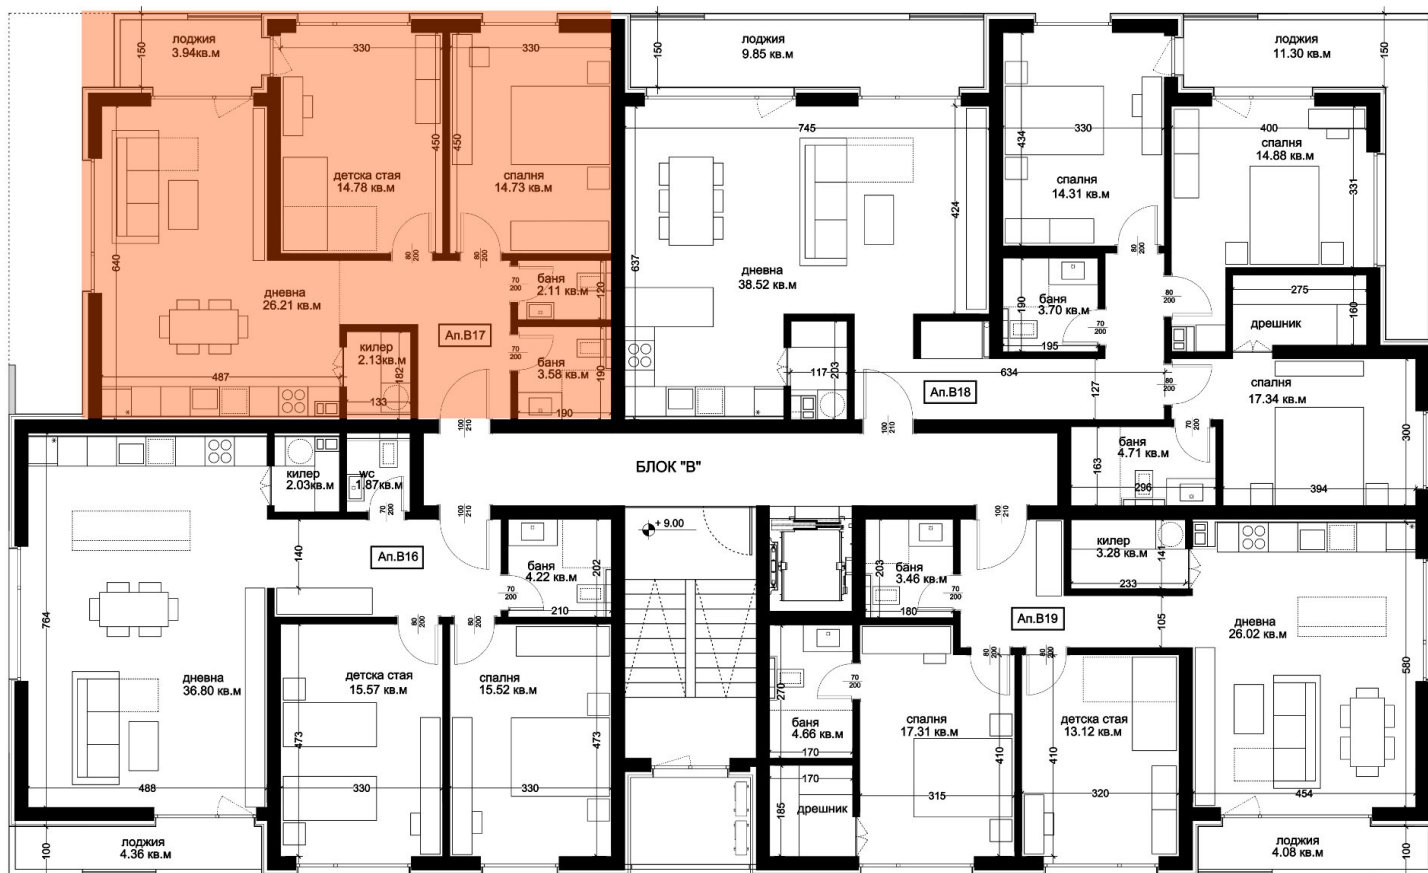 лоджия
3.94кв.м
150
330
330
450
450
детска стая
14.78 кв.м
спалня
14.73 кв.м
640
дневна
26.21 кв.м
80
200
80
200
70
200
баня
2.11 кв.м
120
Ап.В17
килер
2.13кв.м
182
133
487
70
200
баня
3.58 кв.м
190
190
100
210
лоджия
9.85 кв.м
150
745
424
637
дневна
38.52 кв.м
117
203
634
Ап.В18
100
210
330
434
спалня
14.31 кв.м
80
200
баня
3.70 кв.м
190
195
70
200
127
лоджия
11.30 кв.м
150
400
спалня
14.88 кв.м
331
80
200
275
160
дрешник
80
200
спалня
17.34 кв.м
300
394
баня
4.71 кв.м
163
296
70
200
БЛОК "В"
килер
2.03кв.м
wc
1.87кв.м
70
200
100
210
140
Ап.В16
баня
4.22 кв.м
202
210
70
200
80
200
80
200
764
дневна
36.80 кв.м
488
детска стая
15.57 кв.м
473
330
спалня
15.52 кв.м
473
330
лоджия
4.36 кв.м
100
+ 9.00
баня
3.46 кв.м
203
180
70
200
100
210
килер
3.28 кв.м
141
233
Ап.В19
105
80
200
80
200
дневна
26.02 кв.м
580
454
баня
4.66 кв.м
270
170
70
200
спалня
17.31 кв.м
410
315
детска стая
13.12 кв.м
410
320
170
185
дрешник
лоджия
4.08 кв.м
100
100